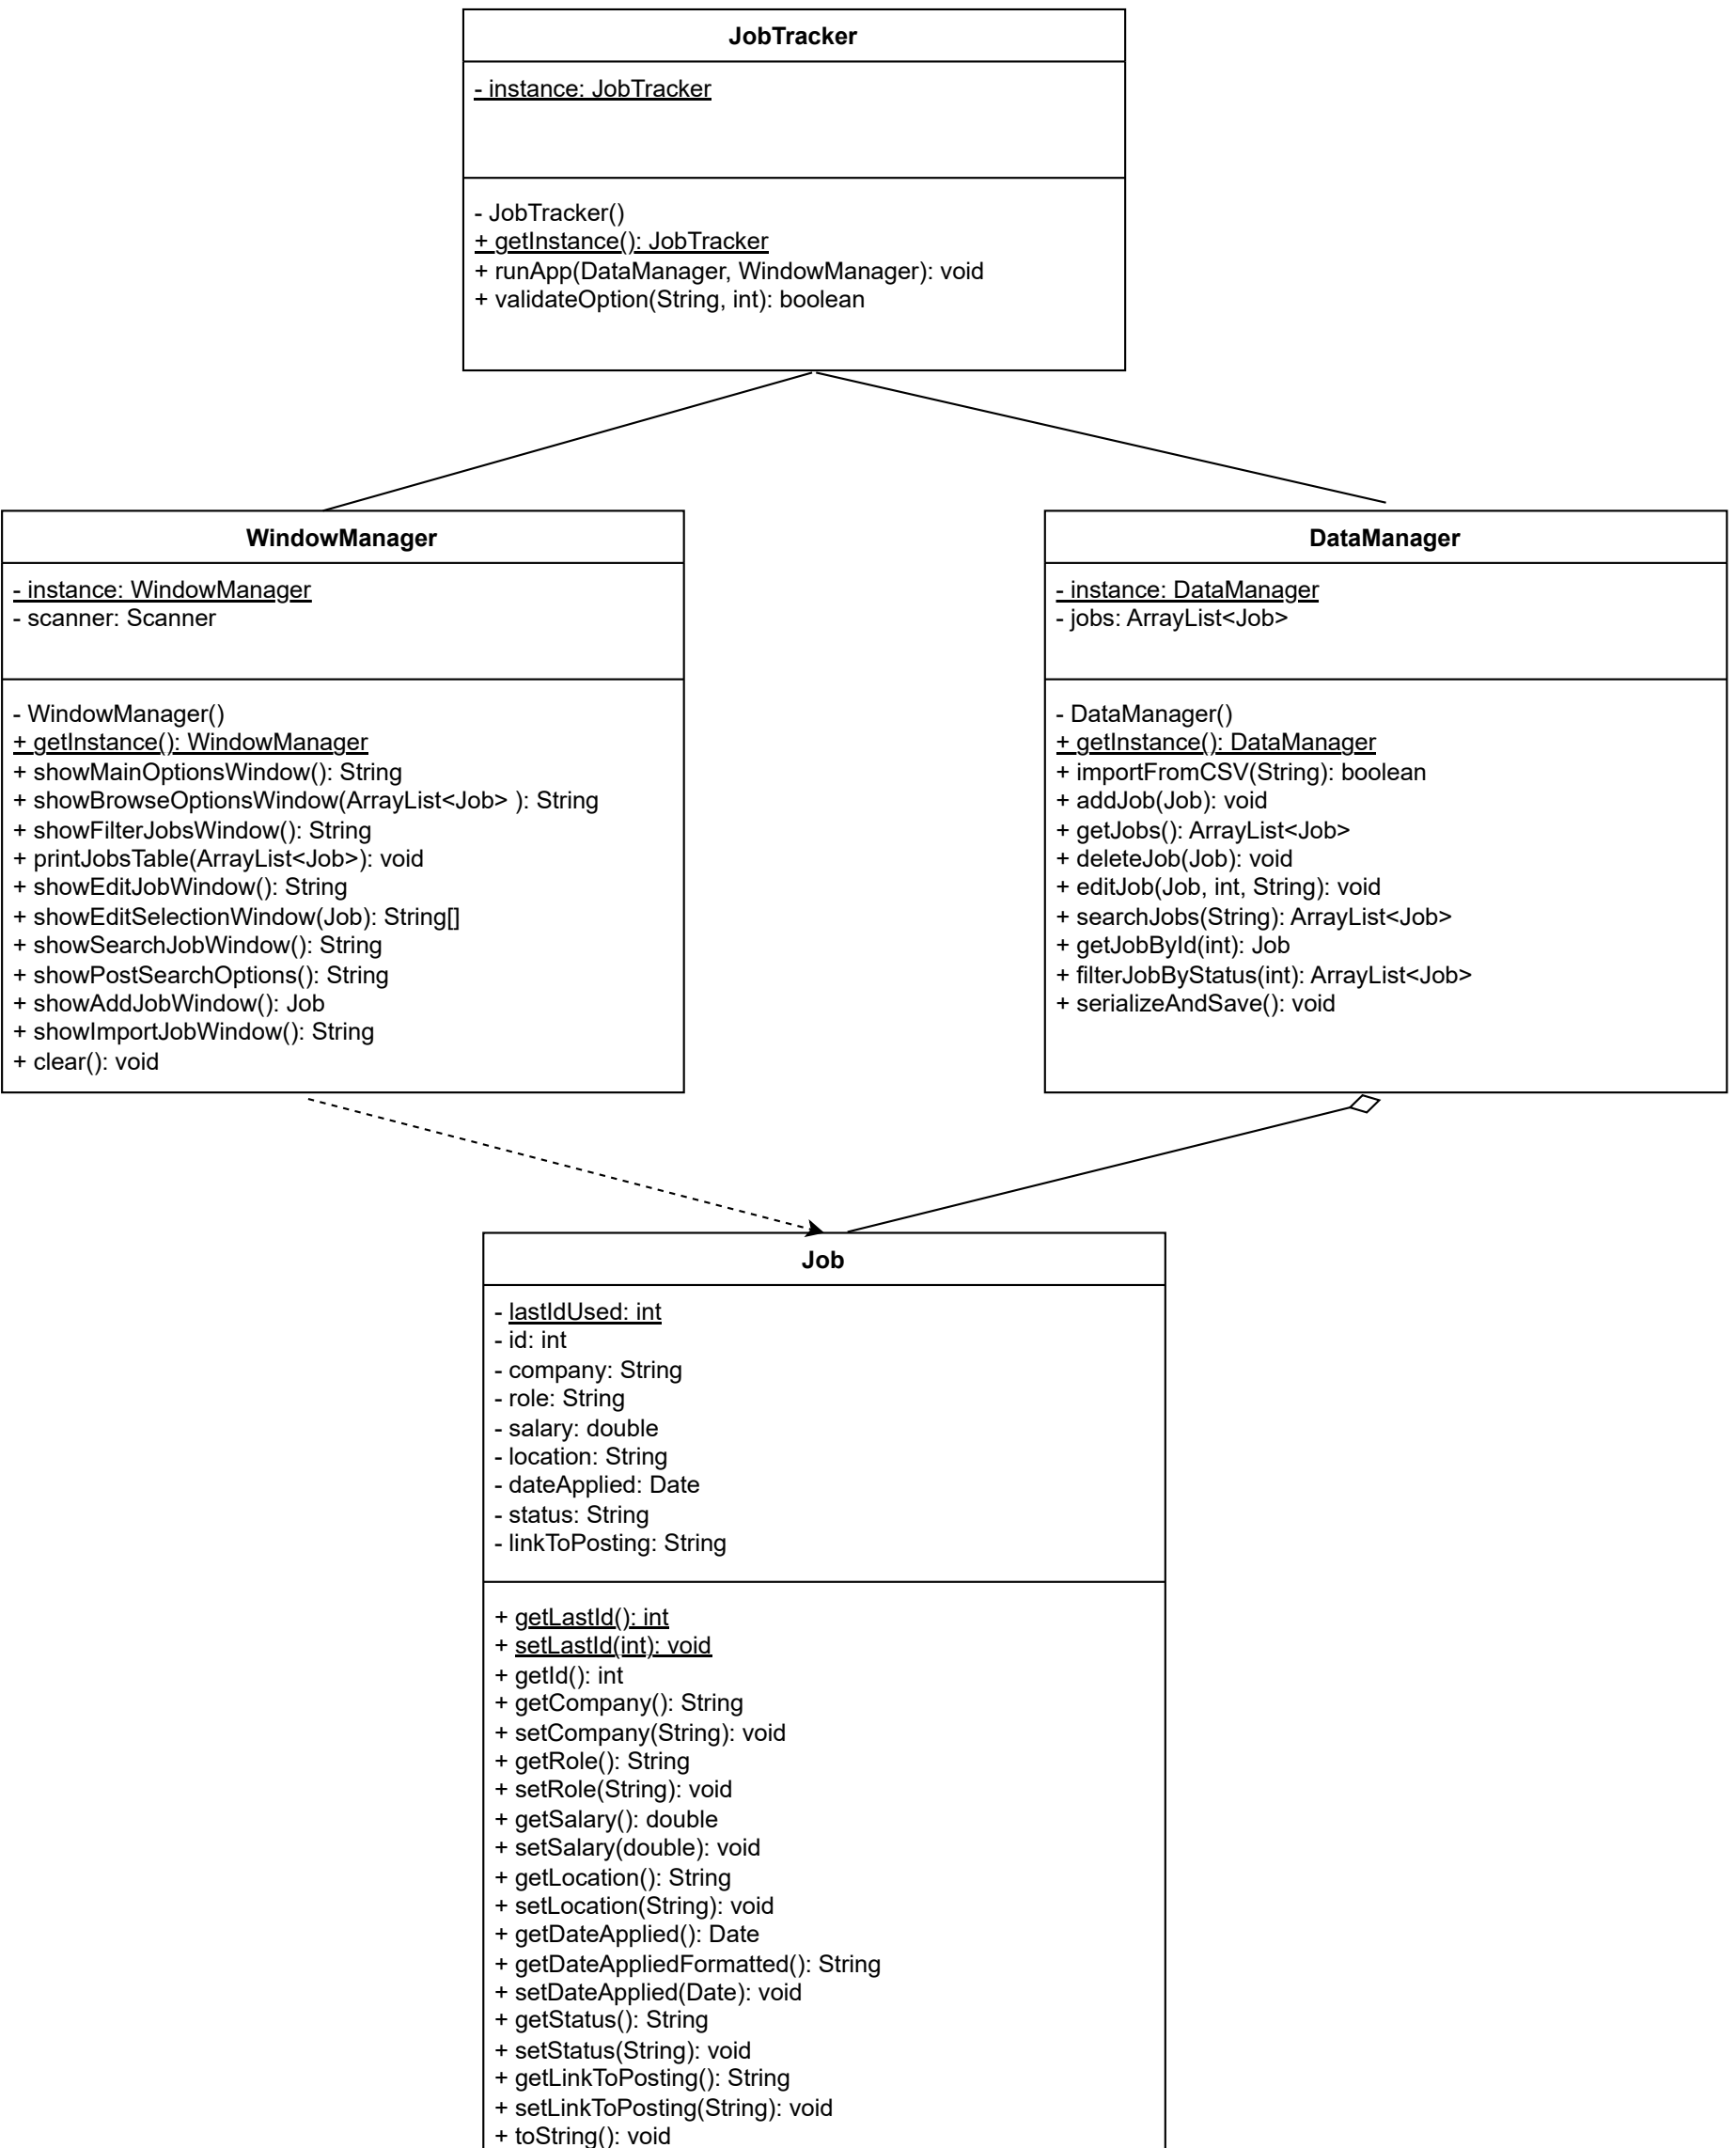 JobTracker
- instance: JobTracker
- JobTracker()
+ getInstance(): JobTracker
+ runApp(DataManager, WindowManager): void
+ validateOption(String, int): boolean
WindowManager
- instance: WindowManager
- scanner: Scanner
- WindowManager()
+ getInstance(): WindowManager
+ showMainOptionsWindow(): String
+ showBrowseOptionsWindow(ArrayList<Job> ): String
+ showFilterJobsWindow(): String
+ printJobsTable(ArrayList<Job>): void
+ showEditJobWindow(): String
+ showEditSelectionWindow(Job): String[]
+ showSearchJobWindow(): String
+ showPostSearchOptions(): String
+ showAddJobWindow(): Job
+ showImportJobWindow(): String
+ clear(): void
DataManager
- instance: DataManager
- jobs: ArrayList<Job>
- DataManager()
+ getInstance(): DataManager
+ importFromCSV(String): boolean
+ addJob(Job): void
+ getJobs(): ArrayList<Job>
+ deleteJob(Job): void
+ editJob(Job, int, String): void
+ searchJobs(String): ArrayList<Job>
+ getJobById(int): Job
+ filterJobByStatus(int): ArrayList<Job>
+ serializeAndSave(): void
Job
- lastIdUsed: int
- id: int
- company: String
- role: String
- salary: double
- location: String
- dateApplied: Date
- status: String
- linkToPosting: String
+ getLastId(): int
+ setLastId(int): void
+ getId(): int
+ getCompany(): String
+ setCompany(String): void
+ getRole(): String
+ setRole(String): void
+ getSalary(): double
+ setSalary(double): void
+ getLocation(): String
+ setLocation(String): void
+ getDateApplied(): Date
+ getDateAppliedFormatted(): String
+ setDateApplied(Date): void
+ getStatus(): String
+ setStatus(String): void
+ getLinkToPosting(): String
+ setLinkToPosting(String): void
+ toString(): void